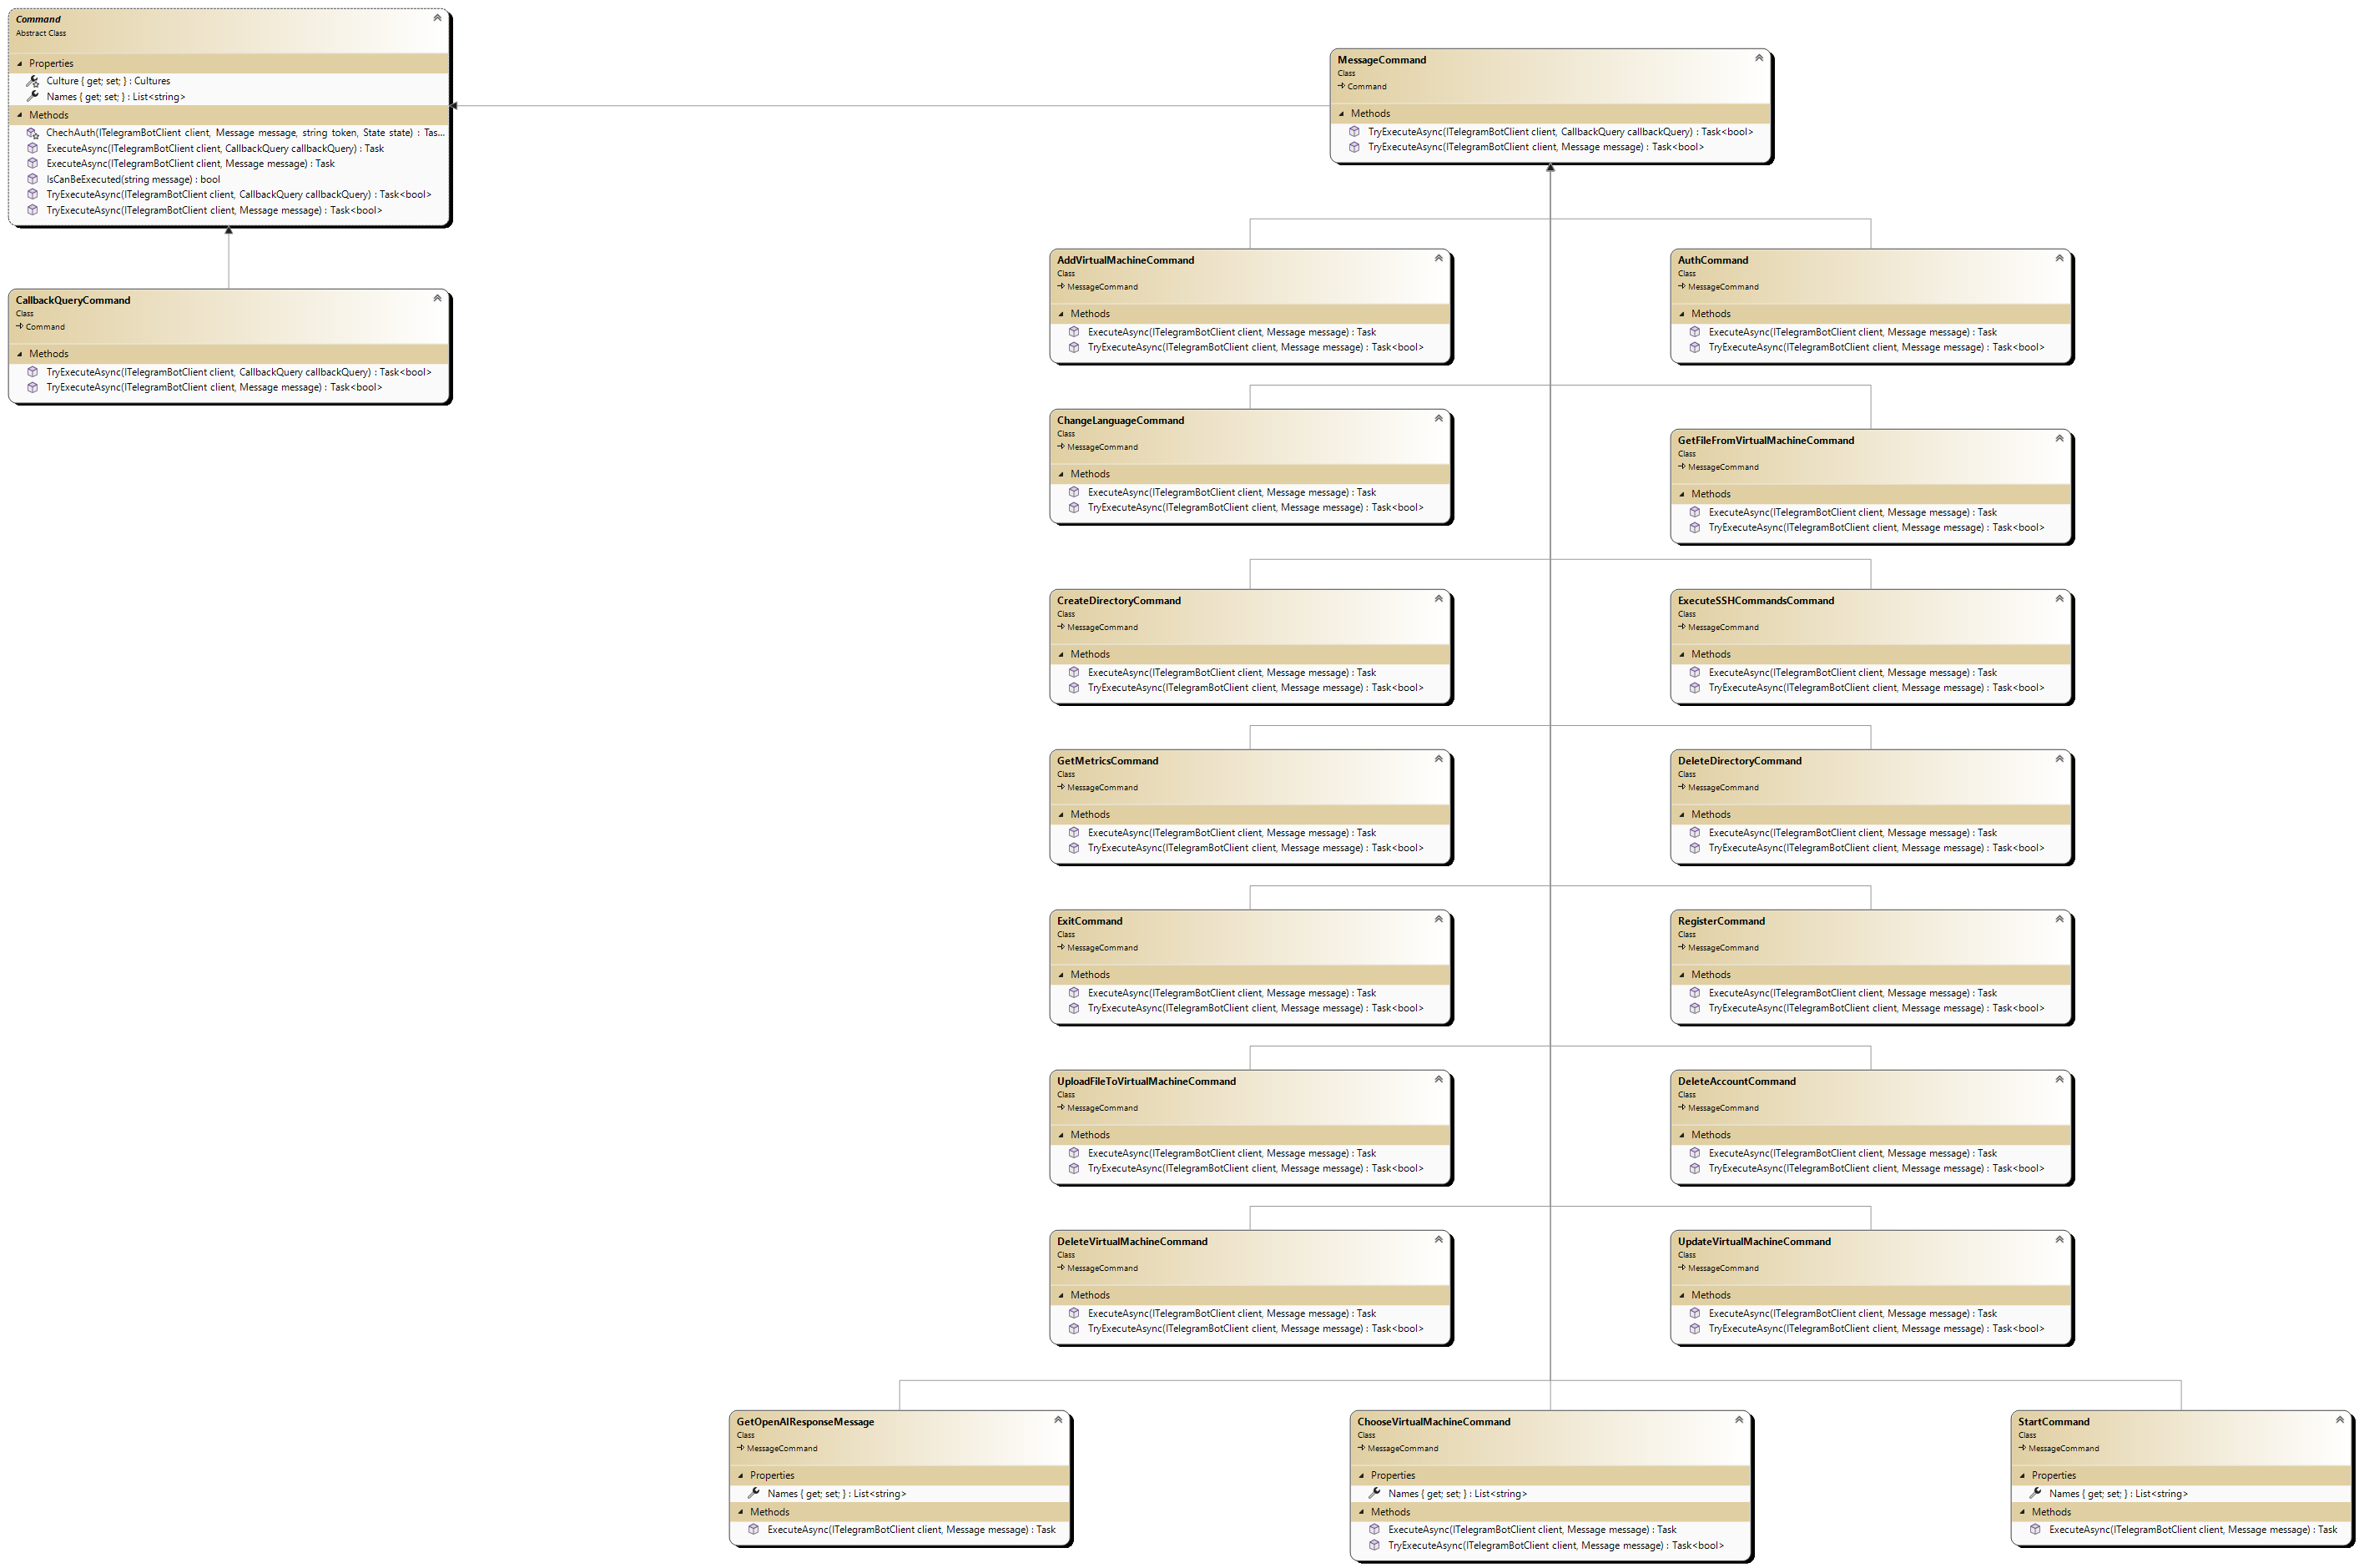 Command
Abstract Class
Properties
Culture { get; set; } : Cultures
Names { get; set; } : List<string>
Methods
ChechAuth(ITelegramBotClient client, Message message, string token, State state) : Tas...
ExecuteAsync(ITelegramBotClient client, CallbackQuery callbackQuery) : Task
ExecuteAsync(ITelegramBotClient client, Message message) : Task
IsCanBeExecuted(string message) : bool
TryExecuteAsync(ITelegramBotClient client, CallbackQuery callbackQuery) : Task<bool>
TryExecuteAsync(ITelegramBotClient client, Message message) : Task<bool>
MessageCommand
Class
Command
Methods
TryExecuteAsync(ITelegramBotClient client, CallbackQuery callbackQuery) : Task<bool>
TryExecuteAsync(ITelegramBotClient client, Message message) : Task<bool>
CallbackQueryCommand
Class
Command
Methods
TryExecuteAsync(ITelegramBotClient client, CallbackQuery callbackQuery) : Task<bool>
TryExecuteAsync(ITelegramBotClient client, Message message) : Task<bool>
AddVirtualMachineCommand
Class
MessageCommand
Methods
ExecuteAsync(ITelegramBotClient client, Message message) : Task
TryExecuteAsync(ITelegramBotClient client, Message message) : Task<bool>
AuthCommand
Class
MessageCommand
Methods
ExecuteAsync(ITelegramBotClient client, Message message) : Task
TryExecuteAsync(ITelegramBotClient client, Message message) : Task<bool>
ChangeLanguageCommand
Class
MessageCommand
Methods
ExecuteAsync(ITelegramBotClient client, Message message) : Task
TryExecuteAsync(ITelegramBotClient client, Message message) : Task<bool>
GetFileFromVirtualMachineCommand
Class
MessageCommand
Methods
ExecuteAsync(ITelegramBotClient client, Message message) : Task
TryExecuteAsync(ITelegramBotClient client, Message message) : Task<bool>
CreateDirectoryCommand
Class
MessageCommand
Methods
ExecuteAsync(ITelegramBotClient client, Message message) : Task
TryExecuteAsync(ITelegramBotClient client, Message message) : Task<bool>
ExecuteSSHCommandsCommand
Class
MessageCommand
Methods
ExecuteAsync(ITelegramBotClient client, Message message) : Task
TryExecuteAsync(ITelegramBotClient client, Message message) : Task<bool>
GetMetricsCommand
Class
MessageCommand
Methods
ExecuteAsync(ITelegramBotClient client, Message message) : Task
TryExecuteAsync(ITelegramBotClient client, Message message) : Task<bool>
DeleteDirectoryCommand
Class
MessageCommand
Methods
ExecuteAsync(ITelegramBotClient client, Message message) : Task
TryExecuteAsync(ITelegramBotClient client, Message message) : Task<bool>
ExitCommand
Class
MessageCommand
Methods
ExecuteAsync(ITelegramBotClient client, Message message) : Task
TryExecuteAsync(ITelegramBotClient client, Message message) : Task<bool>
RegisterCommand
Class
MessageCommand
Methods
ExecuteAsync(ITelegramBotClient client, Message message) : Task
TryExecuteAsync(ITelegramBotClient client, Message message) : Task<bool>
UploadFileToVirtualMachineCommand
Class
MessageCommand
Methods
ExecuteAsync(ITelegramBotClient client, Message message) : Task
TryExecuteAsync(ITelegramBotClient client, Message message) : Task<bool>
DeleteAccountCommand
Class
MessageCommand
Methods
ExecuteAsync(ITelegramBotClient client, Message message) : Task
TryExecuteAsync(ITelegramBotClient client, Message message) : Task<bool>
DeleteVirtualMachineCommand
Class
MessageCommand
Methods
ExecuteAsync(ITelegramBotClient client, Message message) : Task
TryExecuteAsync(ITelegramBotClient client, Message message) : Task<bool>
UpdateVirtualMachineCommand
Class
MessageCommand
Methods
ExecuteAsync(ITelegramBotClient client, Message message) : Task
TryExecuteAsync(ITelegramBotClient client, Message message) : Task<bool>
GetOpenAIResponseMessage
Class
MessageCommand
Properties
Names { get; set; } : List<string>
Methods
ExecuteAsync(ITelegramBotClient client, Message message) : Task
ChooseVirtualMachineCommand
Class
MessageCommand
Properties
Names { get; set; } : List<string>
Methods
ExecuteAsync(ITelegramBotClient client, Message message) : Task
TryExecuteAsync(ITelegramBotClient client, Message message) : Task<bool>
StartCommand
Class
MessageCommand
Properties
Names { get; set; } : List<string>
Methods
ExecuteAsync(ITelegramBotClient client, Message message) : Task